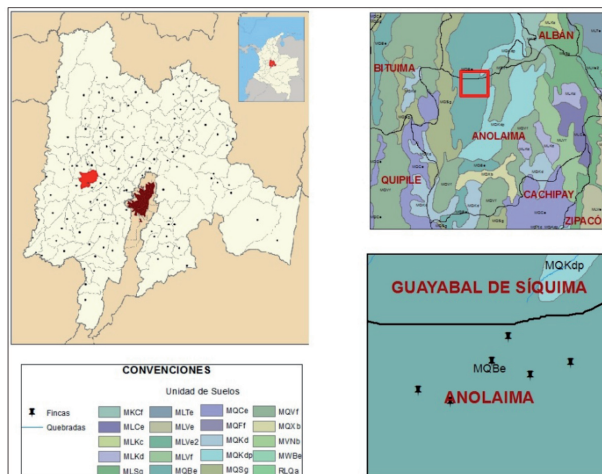 ALBÁN
BITUIMA
ANOLAIMA
QUIPILE
CACHIPAY
ZIPACÓ
MQKdp
GUAYABAL DE SÍQUIMA
MQBe
ANOLAIMA
CONVENCIONES
Unidad de Suelos
Fincas
Quebradas
MKCf
MLCe
MLKc
MLKd
MLSg
MLTe
MLVe
MLVe2
MLVf
MQBe
MQCe
MQFf
MQKd
MQKdp
MQSg
MQVf
MQXb
MVNb
MWBe
RLQa